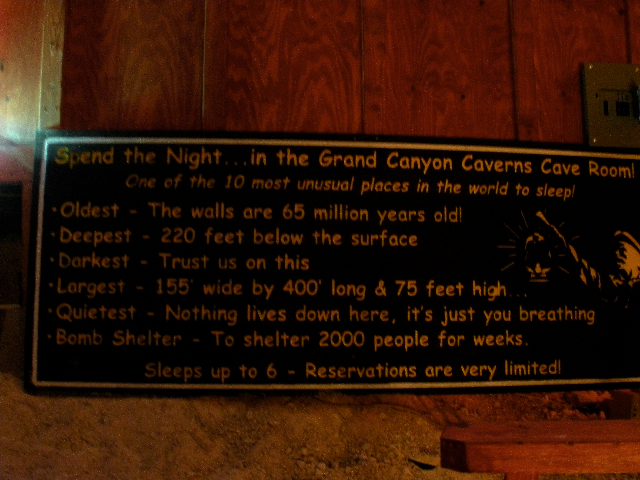 Spend the Night...in the Grand Canyon Caverns Cave Room!
One of the 10 most unusual places in the world to sleep!
·Oldest - The walls are 65 million years old!
·Deepest - 220 feet below the surface
·Darkest - Trust us on this
·Largest - 155' wide by 400' long & 75 feet high...
·Quietest - Nothing lives down here, it's just you breathing
·Bomb Shelter - To shelter 2000 people for weeks.
Sleeps up to 6 - Reservations are very limited!